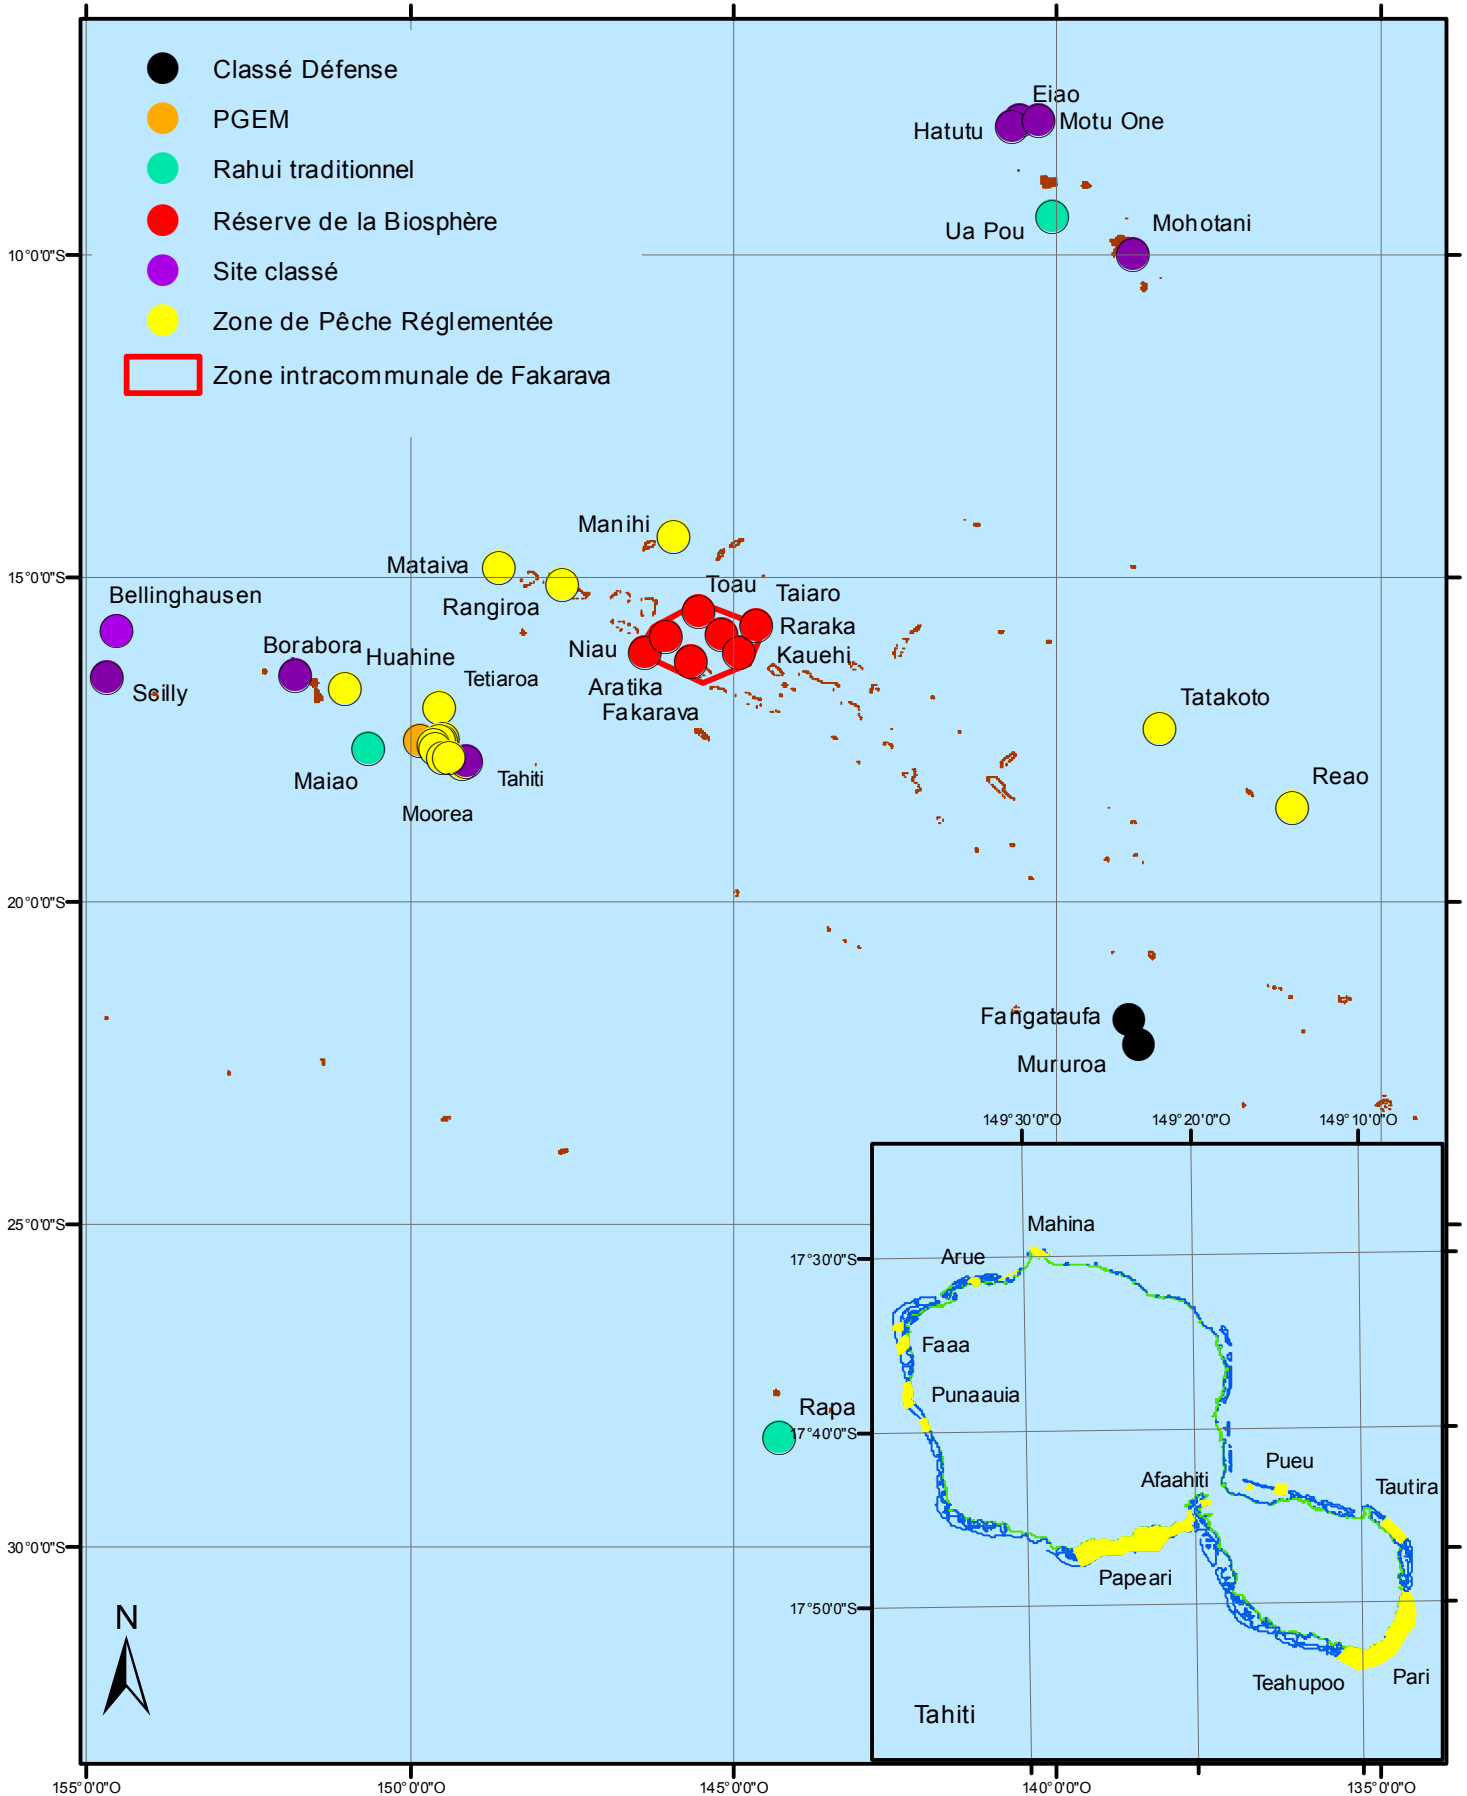 Classé Défense
PGEM
Rahui traditionnel
Réserve de la Biosphère
Site classé
Zone de Pêche Réglementée
Zone intracommunale de Fakarava
Eiao
Hatutu
Motu One
Ua Pou
Mohotani
10°0'0"S
Manihi
Mataiva
15°0'0"S
Rangiroa
Toau
Taiaro
Bellinghausen
Raraka
Borabora
Huahine
Niau
Kauehi
Tetiaroa
Aratika
Scilly
Fakarava
Tatakoto
Maiao
Tahiti
Reao
Moorea
20°0'0"S
Fangataufa
Mururoa
149°30'0"O
149°20'0"O
149°10'0"O
25°0'0"S
Mahina
17°30'0"S
Arue
Faaa
Punaauia
Rapa
17°40'0"S
Pueu
Afaahiti
Tautira
30°0'0"S
Papeari
17°50'0"S
Teahupoo
Pari
N
Tahiti
155°0'0"O
150°0'0"O
145°0'0"O
140°0'0"O
135°0'0"O